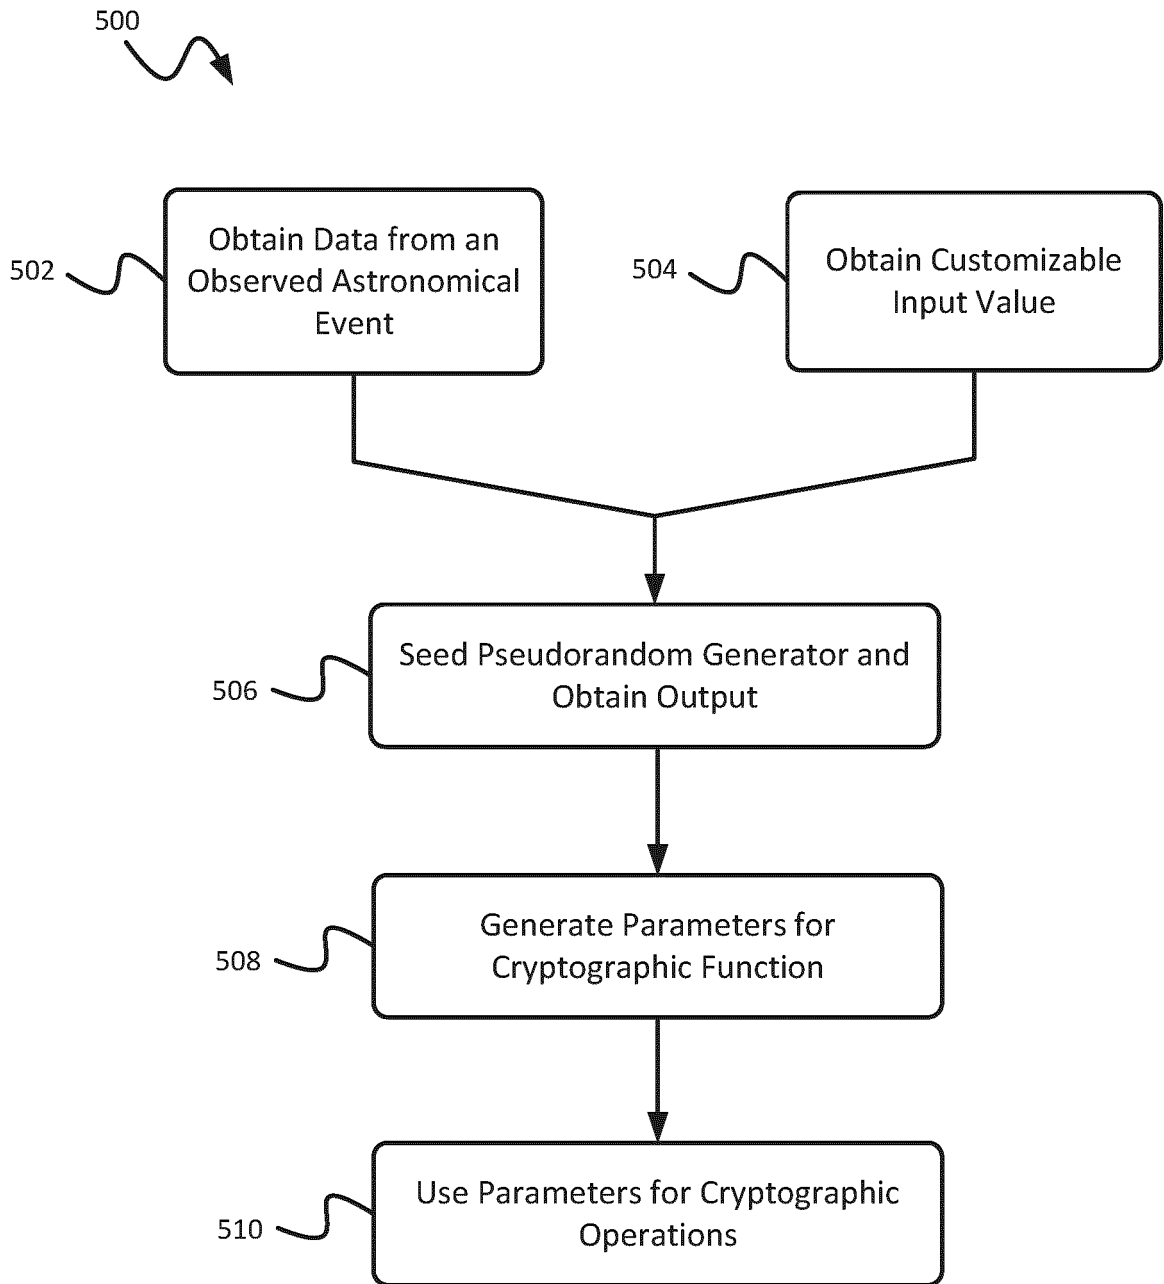 500
502
Obtain Data from an
Observed Astronomical
Event
504
Obtain Customizable
Input Value
506
Seed Pseudorandom Generator and
Obtain Output
508
Generate Parameters for
Cryptographic Function
510
Use Parameters for Cryptographic
Operations